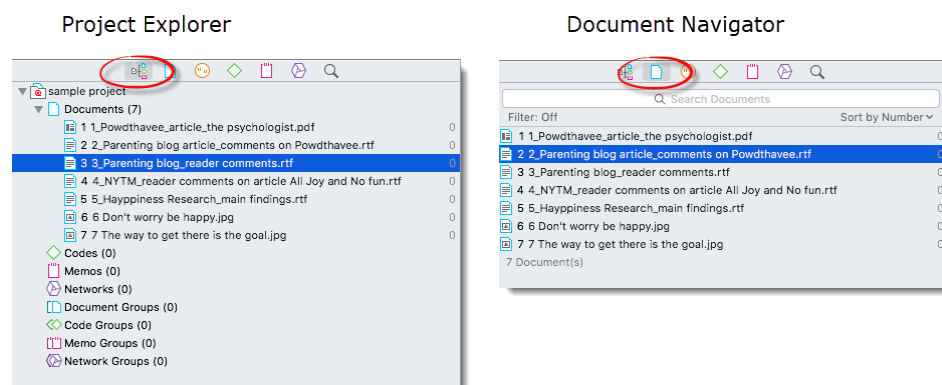 Project Explorer
sample project
Documents (7)
1 1_Powdthavee_article_the psychologist.pdf 0
2 2_Parenting blog article_comments on Powdthavee.rtf 0
3 3_Parenting blog_reader comments.rtf 0
4 4_NYTM_reader comments on article All Joy and No fun.rtf 0
5 5_Hayppiness Research_main findings.rtf 0
6 6 Don't worry be happy.jpg 0
7 7 The way to get there is the goal.jpg 0
Codes (0)
Memos (0)
Networks (0)
Document Groups (0)
Code Groups (0)
Memo Groups (0)
Network Groups (0)
Document Navigator
Search Documents
Filter: Off Sort by Number
1 1_Powdthavee_article_the psychologist.pdf 0
2 2_Parenting blog article_comments on Powdthavee.rtf 0
3 3_Parenting blog_reader comments.rtf 0
4 4_NYTM_reader comments on article All Joy and No fun.rtf 0
5 5_Hayppiness Research_main findings.rtf 0
6 6 Don't worry be happy.jpg 0
7 7 The way to get there is the goal.jpg 0
7 Document(s)